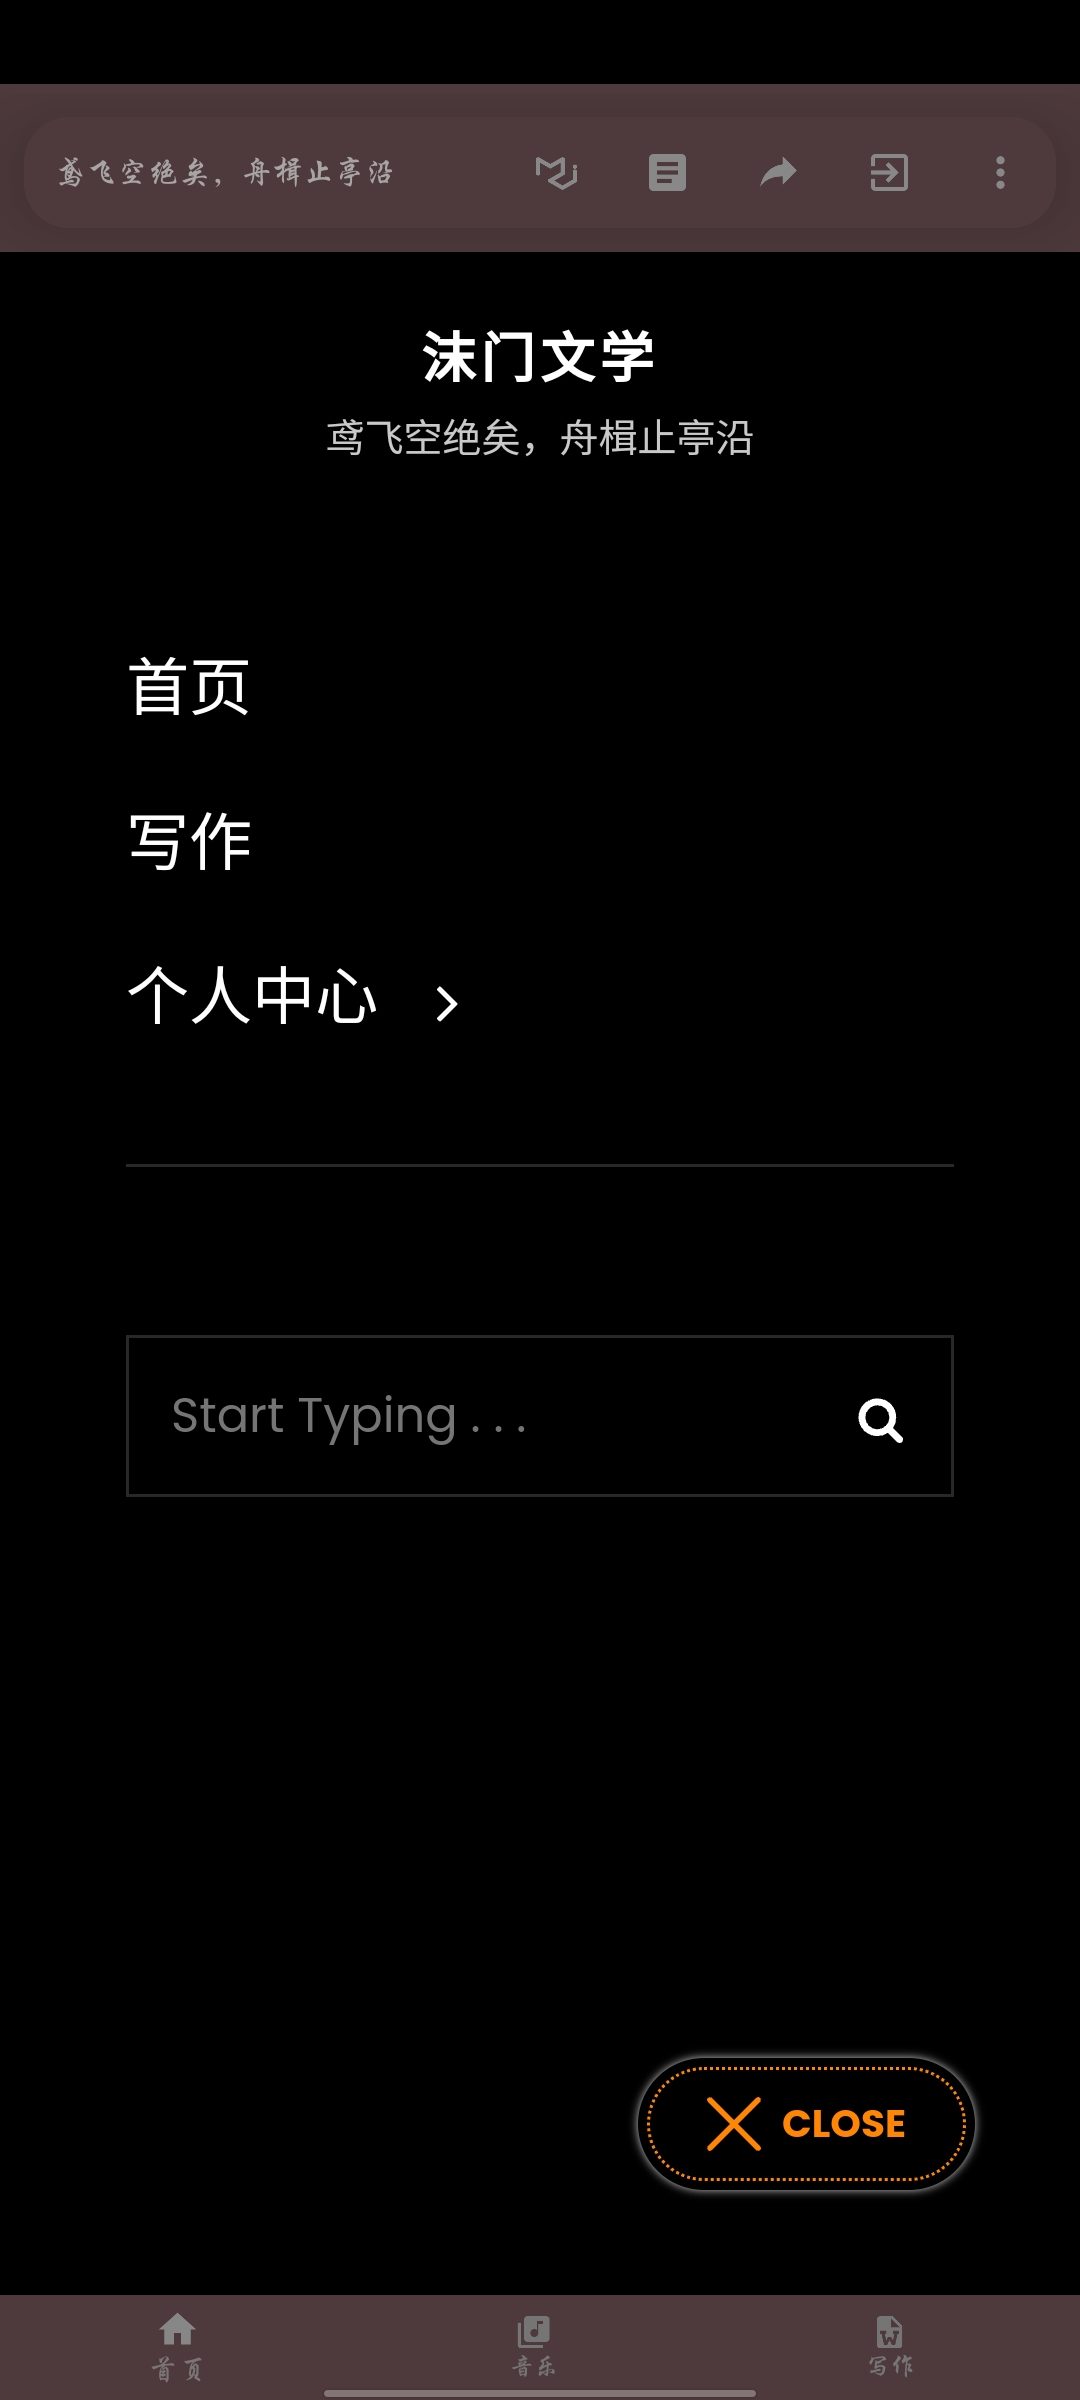 鸢飞空绝矣，舟楫止亭沿
沫门文学
鸢飞空绝矣，舟楫止亭沿
首页
写作
个人中心
Start Typing . . .
CLOSE
首页
音乐
写作